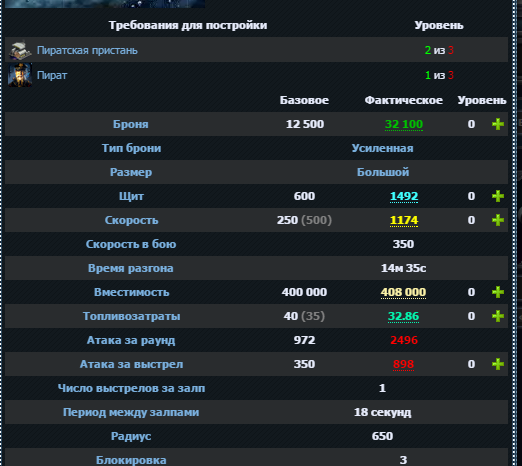 Требования для постройки Уровень
Пиратская пристань 2 из 3
Пират 1 из 3
Базовое Фактическое Уровень
Броня 12 500 32 100 0
Тип брони Усиленная
Размер Большой
Щит 600 1492 0
Скорость 250 (500) 1174 0
Скорость в бою 350
Время разгона 14м 35с
Вместимость 400 000 408 000 0
Топливозатраты 40 (35) 32.86 0
Атака за раунд 972 2496
Атака за выстрел 350 898 0
Число выстрелов за залп 1
Период между залпами 18 секунд
Радиус 650
Блокировка 3